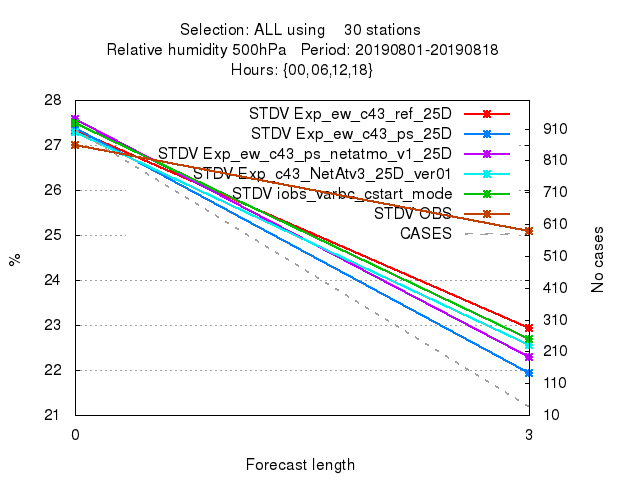 Selection: ALL using    30 stations
Relative humidity 500hPa   Period: 20190801-20190818
Hours: {00,06,12,18}
STDV Exp_ew_c43_ref_25D
STDV Exp_ew_c43_ps_25D
STDV Exp_ew_c43_ps_netatmo_v1_25D
STDV Exp_c43_NetAtv3_25D_ver01
STDV iobs_varbc_cstart_mode
STDV OBS
CASES
28
27
26
25
24
23
22
21
%
910
810
710
610
510
410
310
210
110
10
No cases
0
3
Forecast length